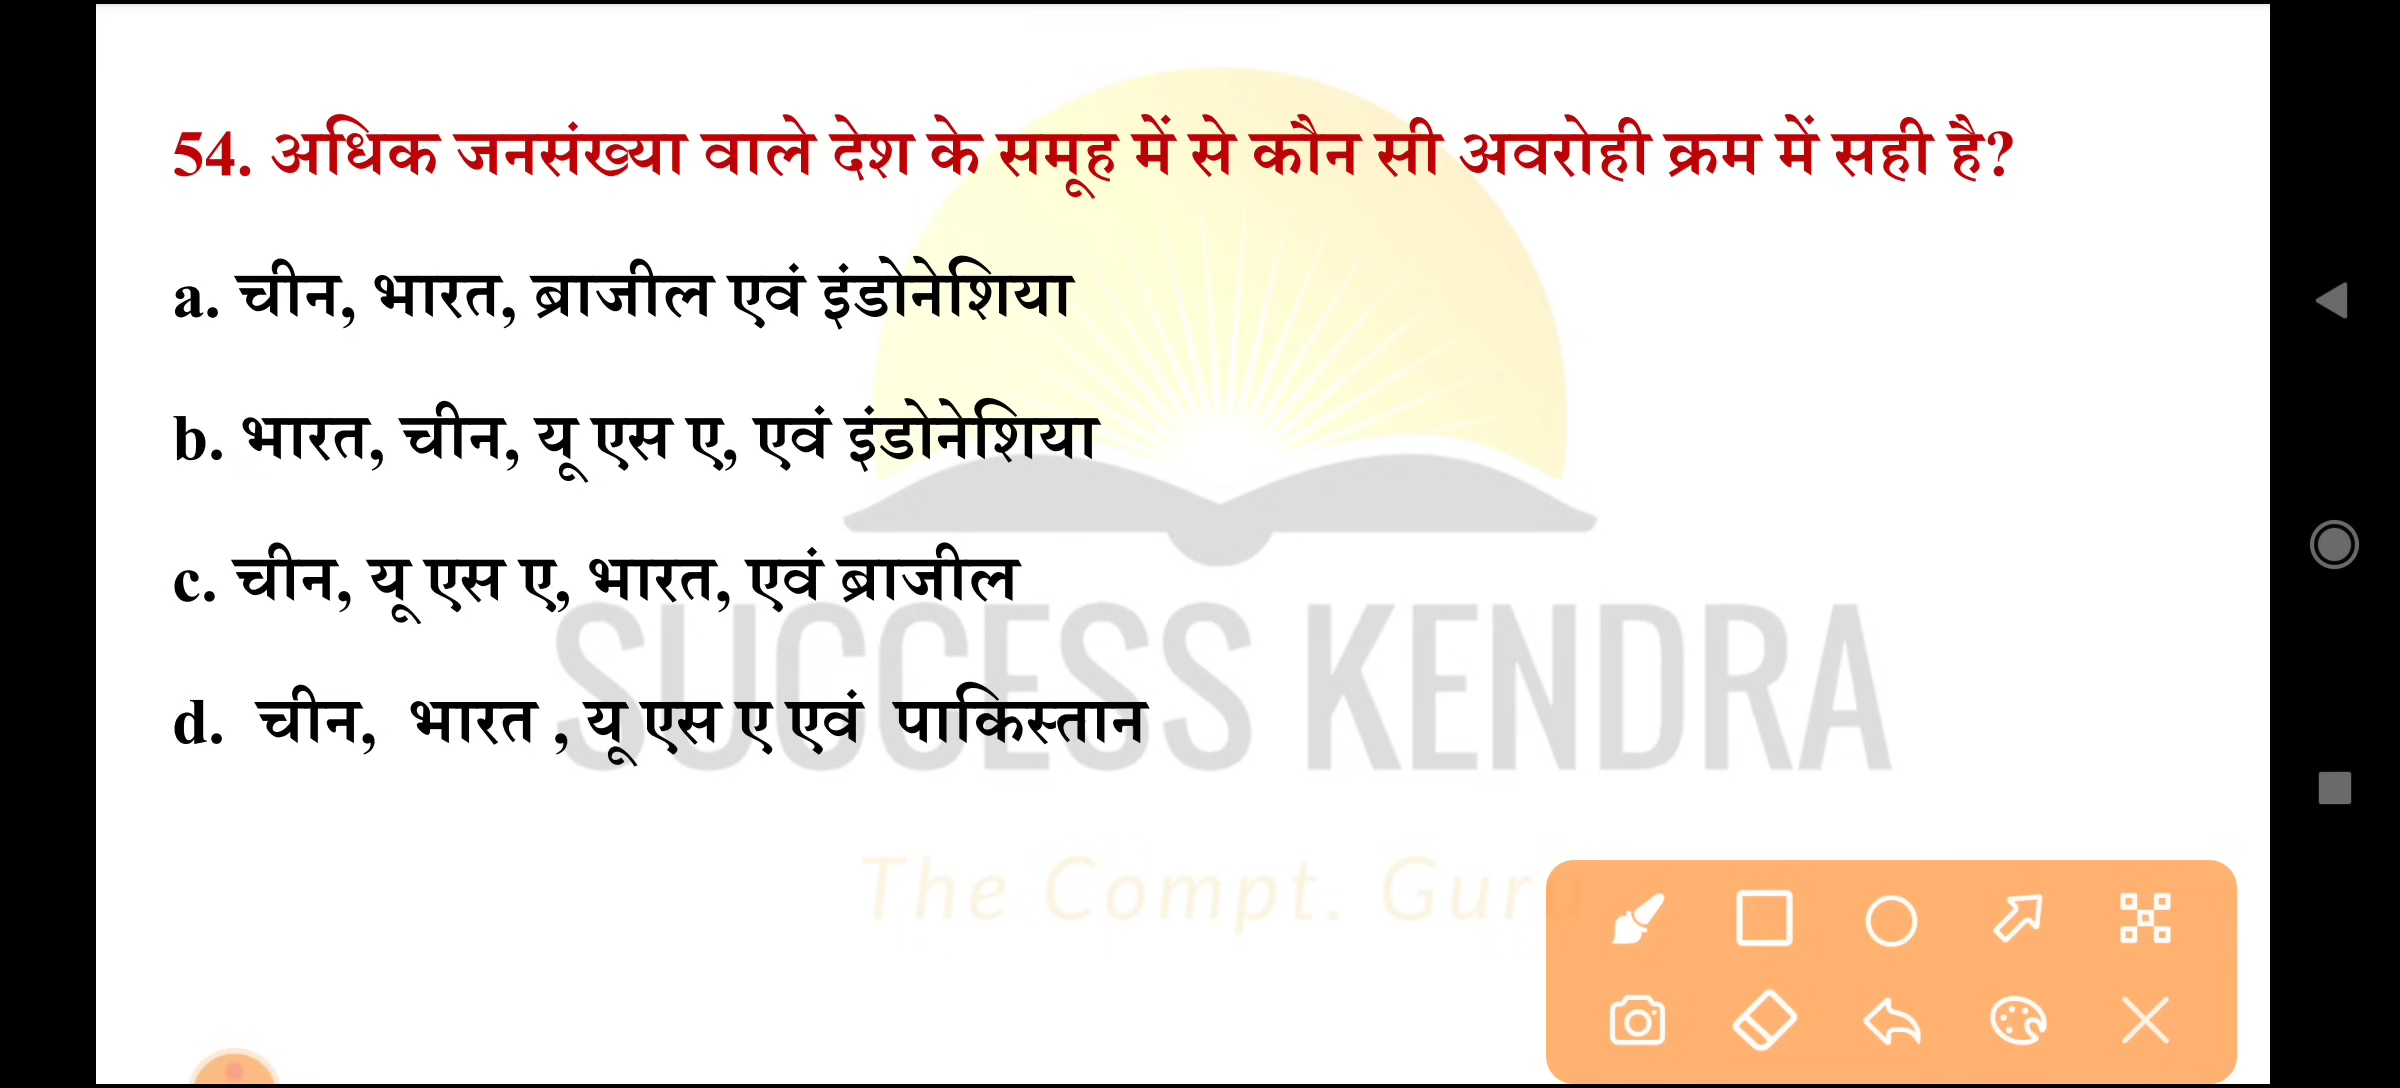 54. अधिक जनसंख्या वाले देश के समूह में से कौन सी अवरोही क्रम में सही है?
a. चीन, भारत, ब्राजील एवं इंडोनेशिया
b. भारत, चीन, यू एस ए, एवं इंडोनेशिया
c. चीन, यू एस ए, भारत, एवं ब्राजील
d. चीन, भारत , यू एस ए एवं पाकिस्तान
SUCCESS KENDRA
The Compt. Guru